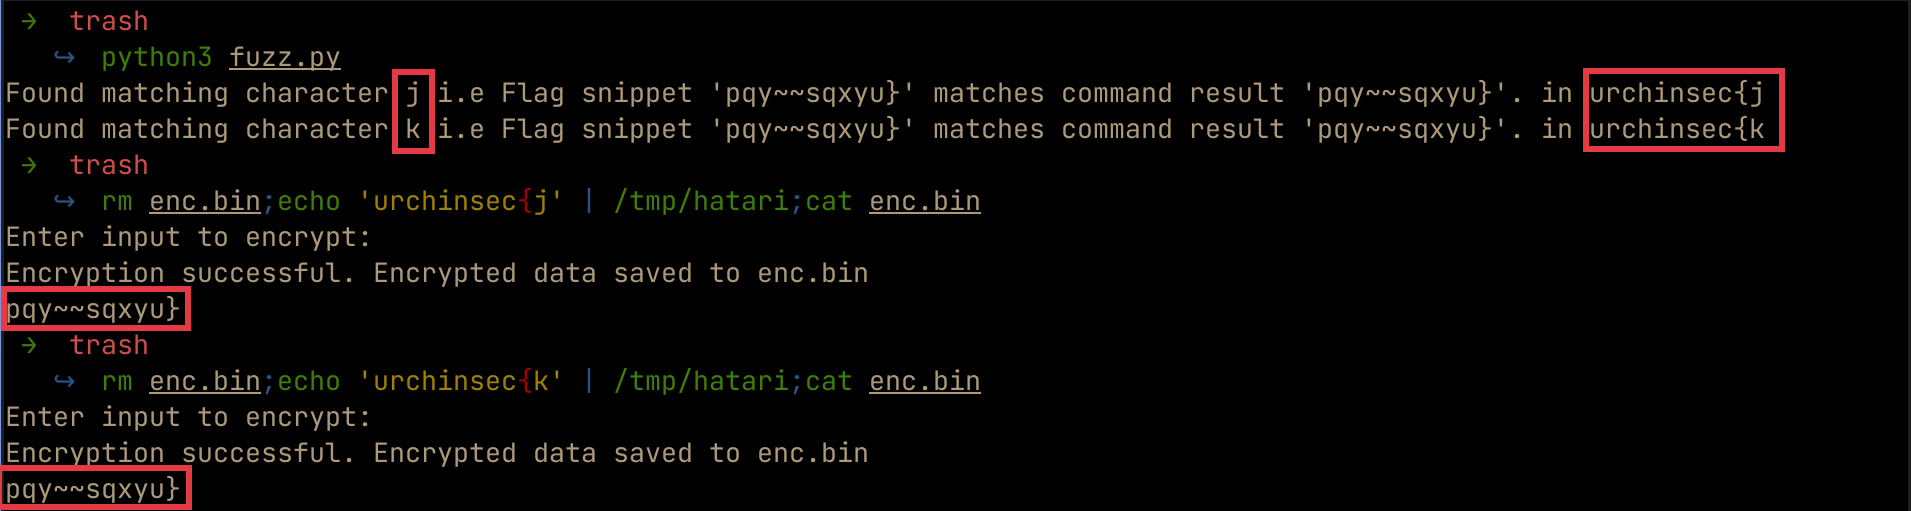 → trash
↪ python3 fuzz.py
Found matching character j i.e Flag snippet 'pqy~~sqxyu}' matches command result 'pqy~~sqxyu}'. in urchinsec{j
Found matching character k i.e Flag snippet 'pqy~~sqxyu}' matches command result 'pqy~~sqxyu}'. in urchinsec{k
→ trash
↪ rm enc.bin;echo 'urchinsec{j' | /tmp/hatari;cat enc.bin
Enter input to encrypt:
Encryption successful. Encrypted data saved to enc.bin
pqy~~sqxyu}
→ trash
↪ rm enc.bin;echo 'urchinsec{k' | /tmp/hatari;cat enc.bin
Enter input to encrypt:
Encryption successful. Encrypted data saved to enc.bin
pqy~~sqxyu}